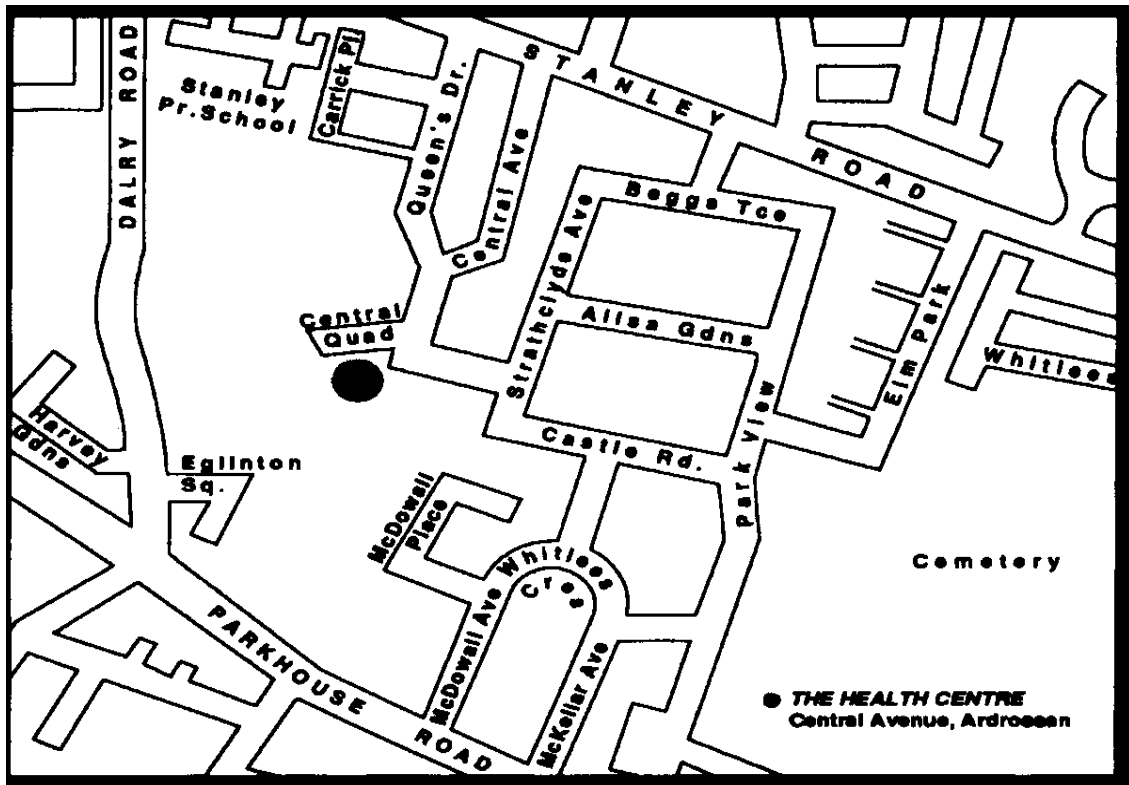 DALRY ROAD
Stanley
Pr. School
Carrick Pl
Queen's Dr.
Central Ave
STANLEY ROAD
Beggs Tce
Strathclyde Ave
Ailsa Gdns
Park View
Elm Park
Whitlees
Central
Quad
Castle Rd.
Harvey
Gdns
Eglinton
Sq.
McDowall
Place
Whitlees
Cres
McDowall Ave
McKellar Ave
Park View
Cemetery
PARKHOUSE ROAD
THE HEALTH CENTRE
Central Avenue, Ardrossan